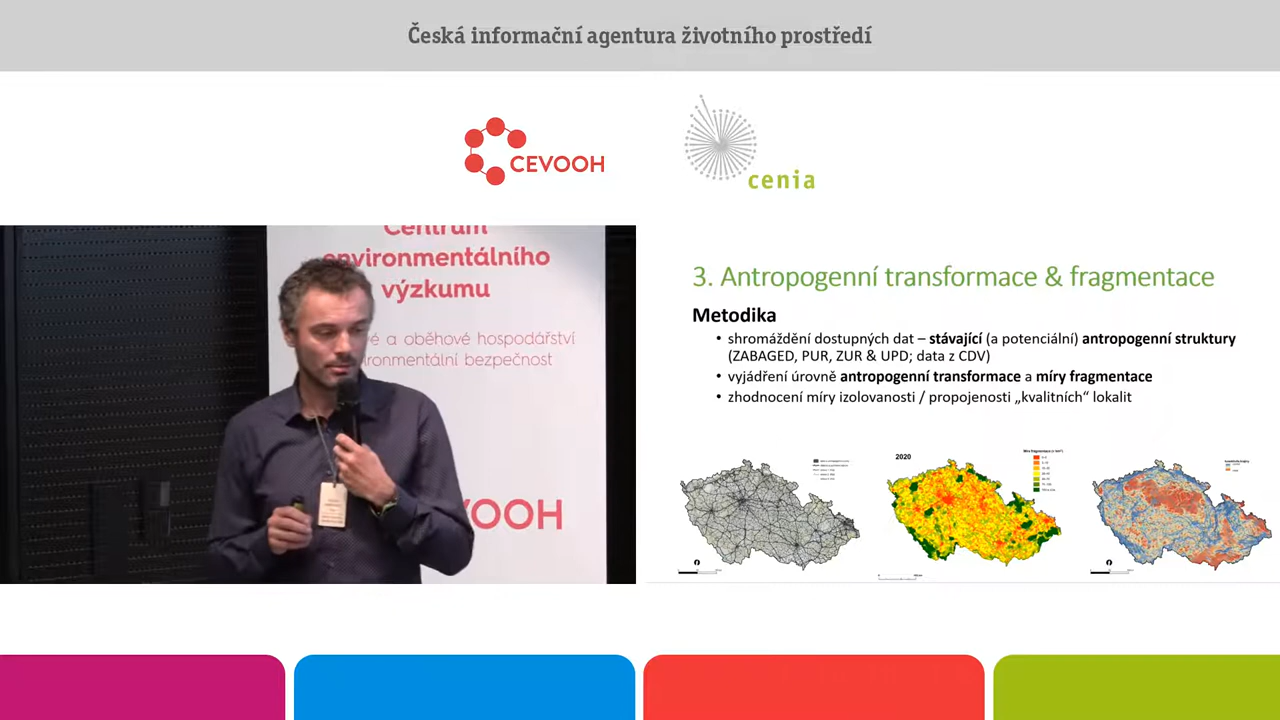 Česká informační agentura životního prostředí
CEVOOH
cenia
Centrum
environmentálního
výzkumu
é a oběhové hospodářství
ironmentální bezpečnost
VOOH
3. Antropogenní transformace & fragmentace
Metodika
• shromáždění dostupných dat – stávající (a potenciální) antropogenní struktury
(ZABAGED, PUR, ZUR & UPD; data z CDV)
• vyjádření úrovně antropogenní transformace a míry fragmentace
• zhodnocení míry izolovanosti / propojenosti „kvalitních“ lokalit
2020